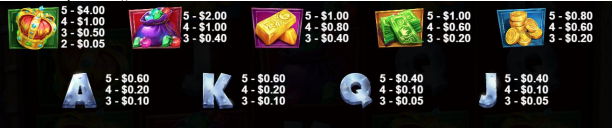 5 - $4.00
4 - $1.00
3 - $0.50
2 - $0.05
5 - $2.00
4 - $1.00
3 - $0.40
5 - $1.00
4 - $0.80
3 - $0.40
5 - $1.00
4 - $0.60
3 - $0.20
5 - $0.80
4 - $0.60
3 - $0.20
A
5 - $0.60
4 - $0.20
3 - $0.10
K
5 - $0.60
4 - $0.20
3 - $0.10
Q
5 - $0.40
4 - $0.10
3 - $0.05
J
5 - $0.40
4 - $0.10
3 - $0.05